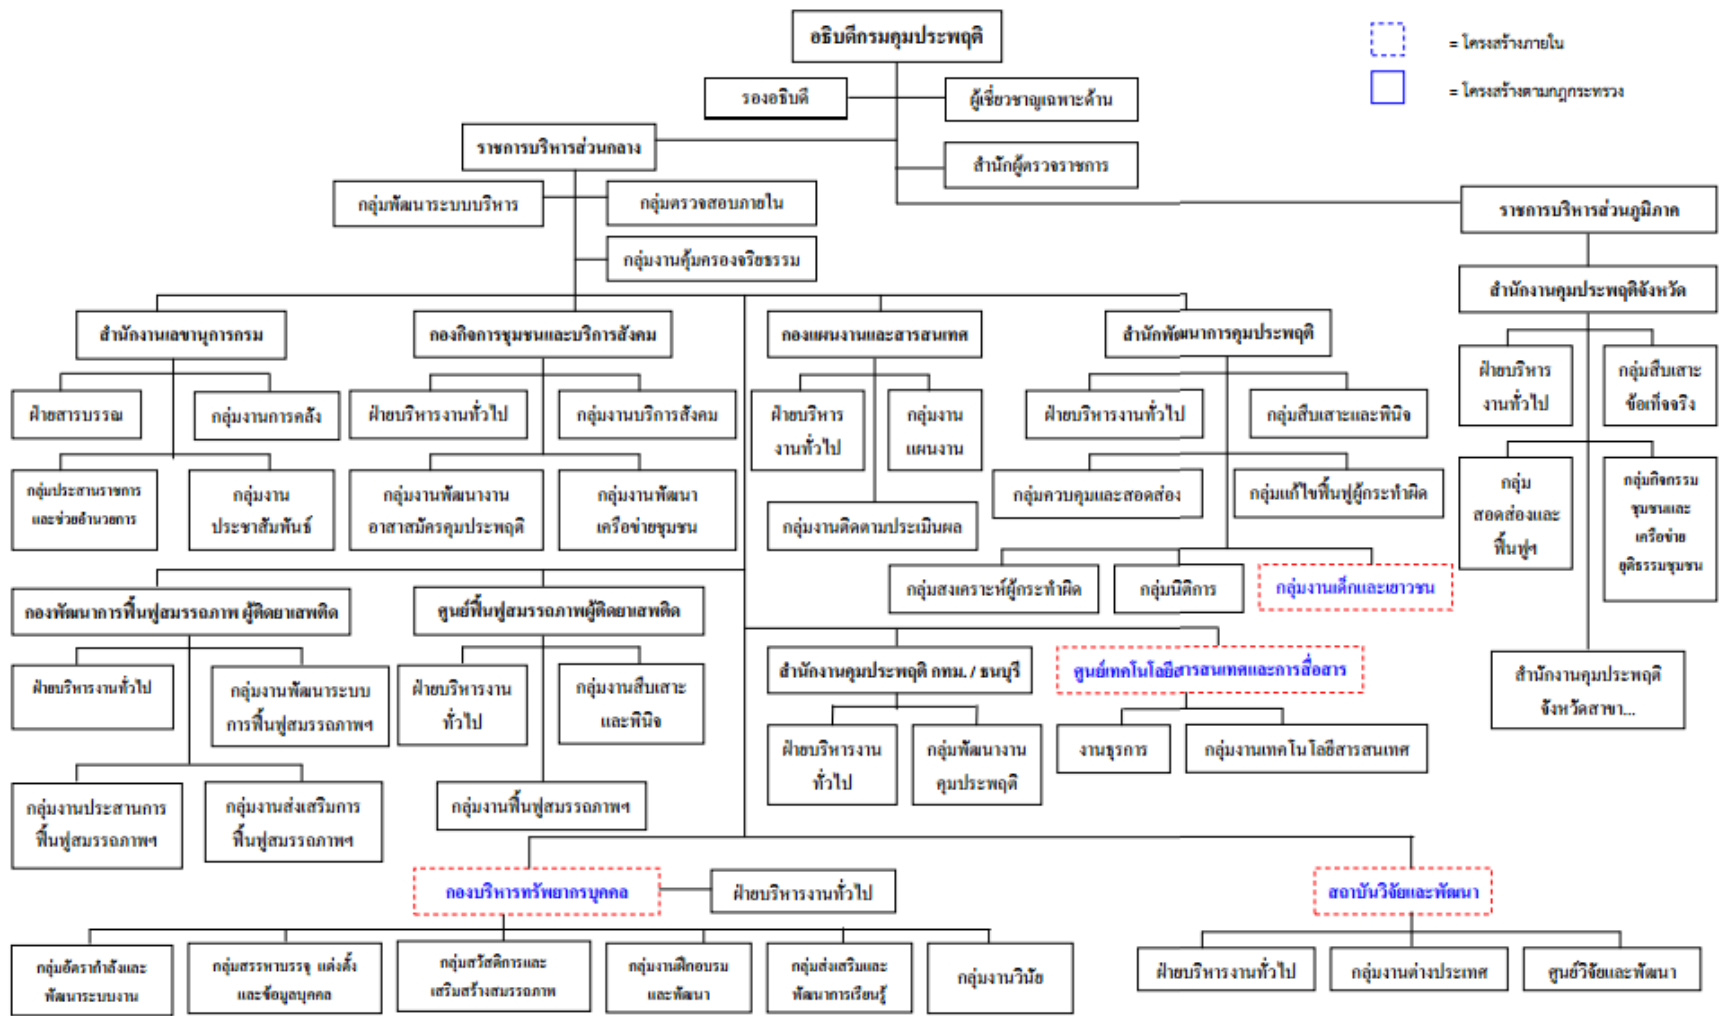 อธิบดีกรมคุมประพฤติ
= โครงสร้างภายใน
= โครงสร้างตามกฎกระทรวง
รองอธิบดี
ผู้เชี่ยวชาญเฉพาะด้าน
ราชการบริหารส่วนกลาง
สำนักผู้ตรวจราชการ
กลุ่มพัฒนาระบบบริหาร
กลุ่มตรวจสอบภายใน
ราชการบริหารส่วนภูมิภาค
กลุ่มงานคุ้มครองจริยธรรม
สำนักงานคุมประพฤติจังหวัด
สำนักงานเลขานุการกรม
กองกิจการชุมชนและบริการสังคม
กองแผนงานและสารสนเทศ
สำนักพัฒนาการคุมประพฤติ
ฝ่ายบริหาร
งานทั่วไป
กลุ่มสืบเสาะ
ข้อเท็จจริง
ฝ่ายสารบรรณ
กลุ่มงานการคลัง
ฝ่ายบริหารงานทั่วไป
กลุ่มงานบริการสังคม
ฝ่ายบริหาร
งานทั่วไป
กลุ่มงาน
แผนงาน
ฝ่ายบริหารงานทั่วไป
กลุ่มสืบเสาะและพินิจ
กลุ่มประสานราชการ
และช่วยอำนวยการ
กลุ่มงาน
ประชาสัมพันธ์
กลุ่มงานพัฒนางาน
อาสาสมัครคุมประพฤติ
กลุ่มงานพัฒนา
เครือข่ายชุมชน
กลุ่มงานติดตามประเมินผล
กลุ่มควบคุมและสอดส่อง
กลุ่มแก้ไขฟื้นฟูผู้กระทำผิด
กลุ่ม
สอดส่องและ
ฟื้นฟูฯ
กลุ่มกิจกรรม
ชุมชนและ
เครือข่าย
ยุติธรรมชุมชน
กลุ่มสงเคราะห์ผู้กระทำผิด
กลุ่มนิติการ
กลุ่มงานเด็กและเยาวชน
กองพัฒนาการฟื้นฟูสมรรถภาพ ผู้ติดยาเสพติด
ศูนย์ฟื้นฟูสมรรถภาพผู้ติดยาเสพติด
สำนักงานคุมประพฤติ กทม. / ธนบุรี
ศูนย์เทคโนโลยีสารสนเทศและการสื่อสาร
สำนักงานคุมประพฤติ
จังหวัดสาขา...
ฝ่ายบริหารงานทั่วไป
กลุ่มงานพัฒนาระบบ
การฟื้นฟูสมรรถภาพฯ
ฝ่ายบริหารงาน
ทั่วไป
กลุ่มงานสืบเสาะ
และพินิจ
ฝ่ายบริหารงาน
ทั่วไป
กลุ่มพัฒนางาน
คุมประพฤติ
งานธุรการ
กลุ่มงานเทคโนโลยีสารสนเทศ
กลุ่มงานประสานการ
ฟื้นฟูสมรรถภาพฯ
กลุ่มงานส่งเสริมการ
ฟื้นฟูสมรรถภาพฯ
กลุ่มงานฟื้นฟูสมรรถภาพฯ
กองบริหารทรัพยากรบุคคล
ฝ่ายบริหารงานทั่วไป
สถาบันวิจัยและพัฒนา
กลุ่มอัตรากำลังและ
พัฒนาระบบงาน
กลุ่มสรรหาบรรจุ แต่งตั้ง
และข้อมูลบุคคล
กลุ่มสวัสดิการและ
เสริมสร้างสมรรถภาพ
กลุ่มงานฝึกอบรม
และพัฒนา
กลุ่มส่งเสริมและ
พัฒนาการเรียนรู้
กลุ่มงานวินัย
ฝ่ายบริหารงานทั่วไป
กลุ่มงานต่างประเทศ
ศูนย์วิจัยและพัฒนา